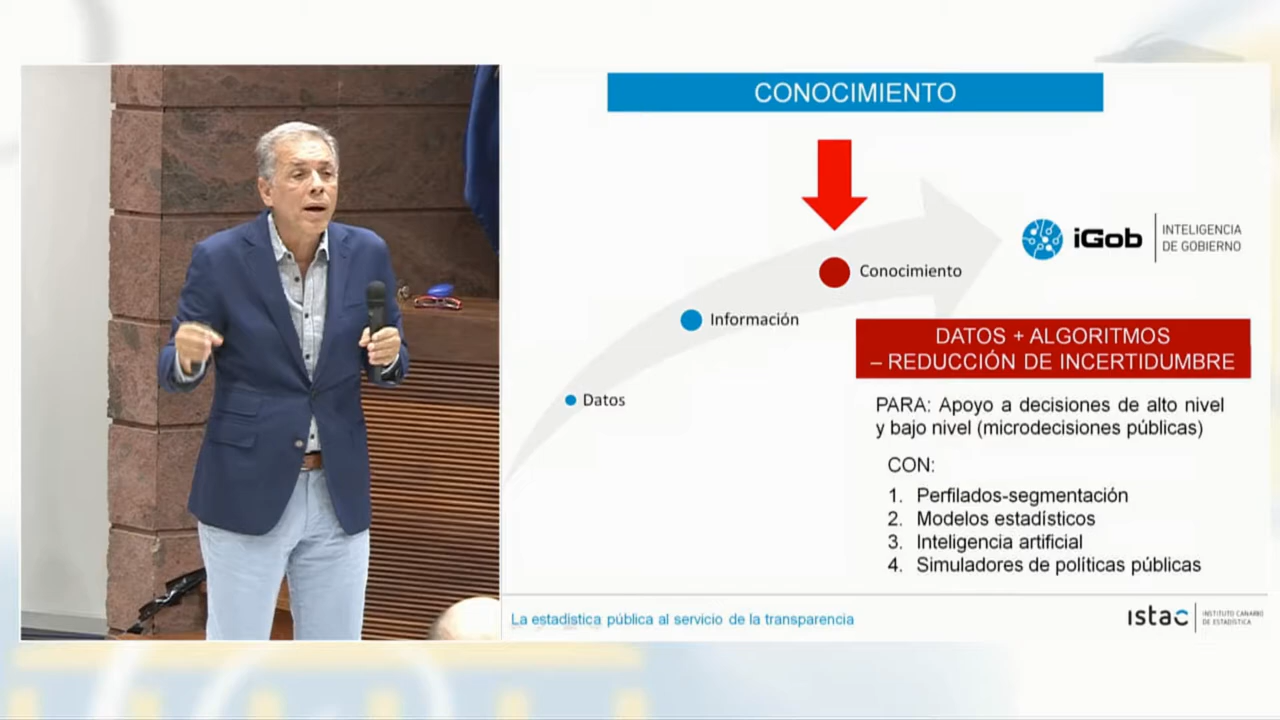 CONOCIMIENTO
iGob
INTELIGENCIA
DE GOBIERNO
Conocimiento
Información
Datos
DATOS + ALGORITMOS
– REDUCCIÓN DE INCERTIDUMBRE
PARA: Apoyo a decisiones de alto nivel
y bajo nivel (microdecisiones públicas)
CON:
1. Perfilados-segmentación
2. Modelos estadísticos
3. Inteligencia artificial
4. Simuladores de políticas públicas
La estadística pública al servicio de la transparencia
ıstac
INSTITUTO CANARIO
DE ESTADÍSTICA